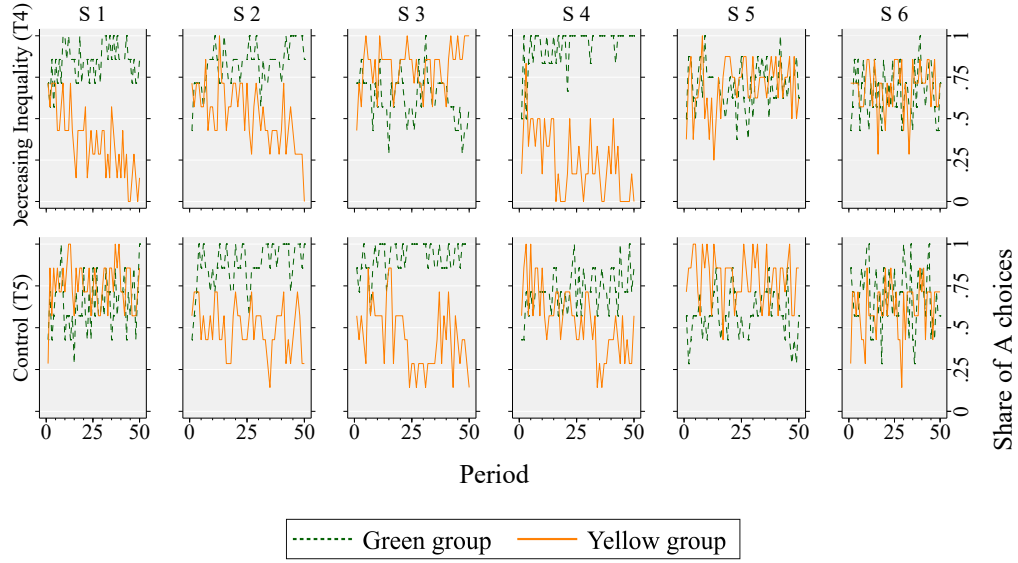 S 1 S 2 S 3 S 4 S 5 S 6
Decreasing Inequality (T4)
0 .25 .5 .75 1
Control (T5)
0 .25 .5 .75 1
Share of A choices
0 25 50 0 25 50 0 25 50 0 25 50 0 25 50 0 25 50
Period
Green group Yellow group